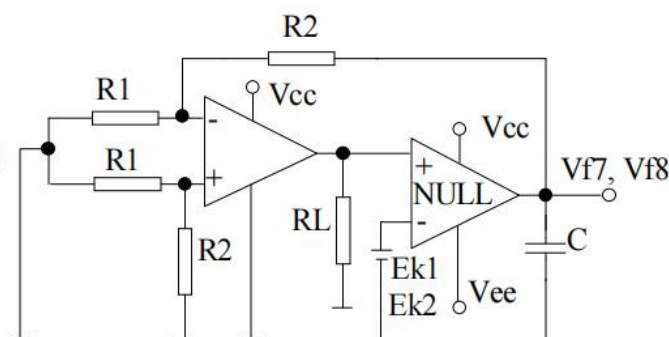 R2
R1
Vcc
-
R1
+
Vcc
Vf7, Vf8
+
NULL
-
RL
R2
C
Ek1
Ek2
Vee